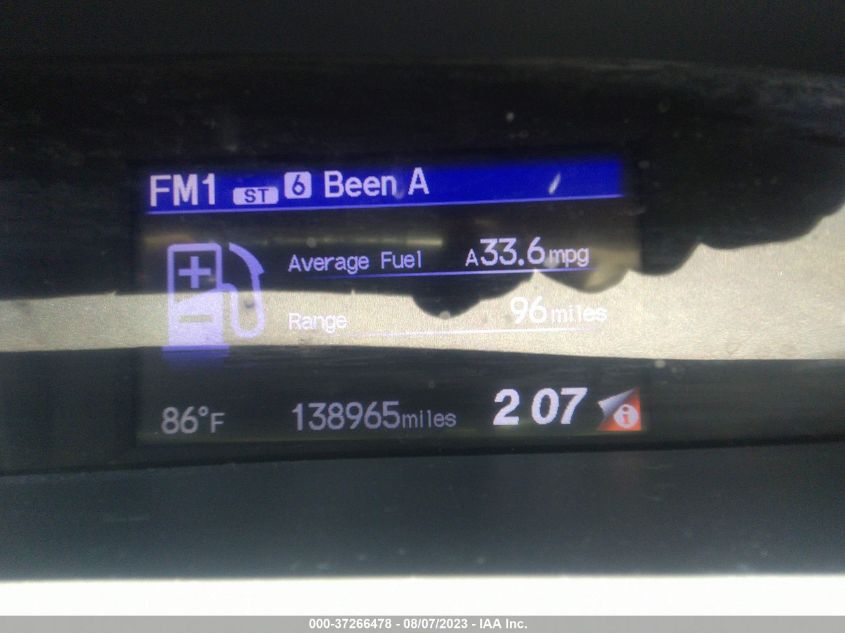 FM1 ST 6 Been A
Average Fuel A33.6mpg
Range 96miles
86°F 138965miles 2 07 i
000-37266478 - 08/07/2023 - IAA Inc.